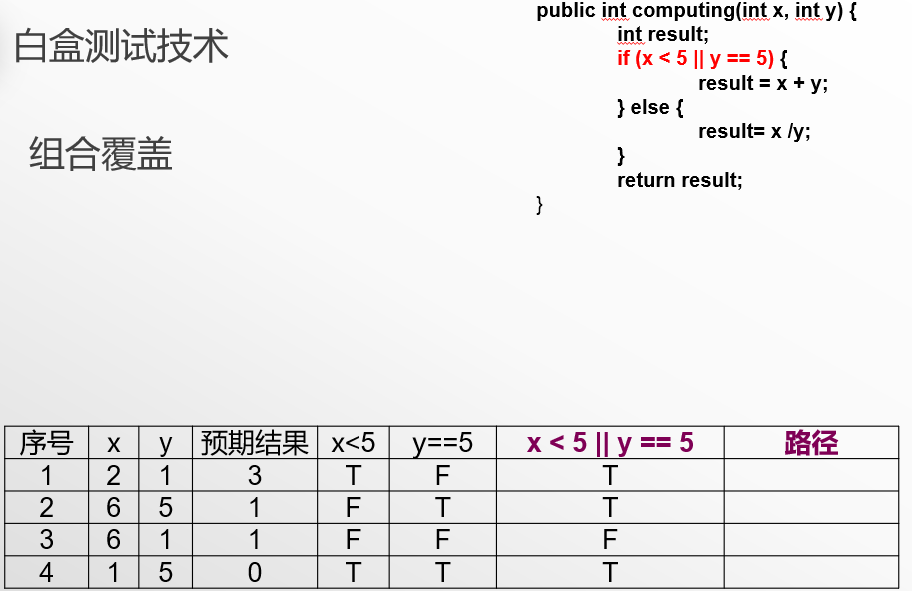 白盒测试技术
组合覆盖
public int computing(int x, int y) {
int result;
if (x < 5 || y == 5) {
result = x + y;
} else {
result= x /y;
}
return result;
}
序号 x y 预期结果 x<5 y==5 x < 5 || y == 5 路径
1 2 1 3 T F T
2 6 5 1 F T T
3 6 1 1 F F F
4 1 5 0 T T T